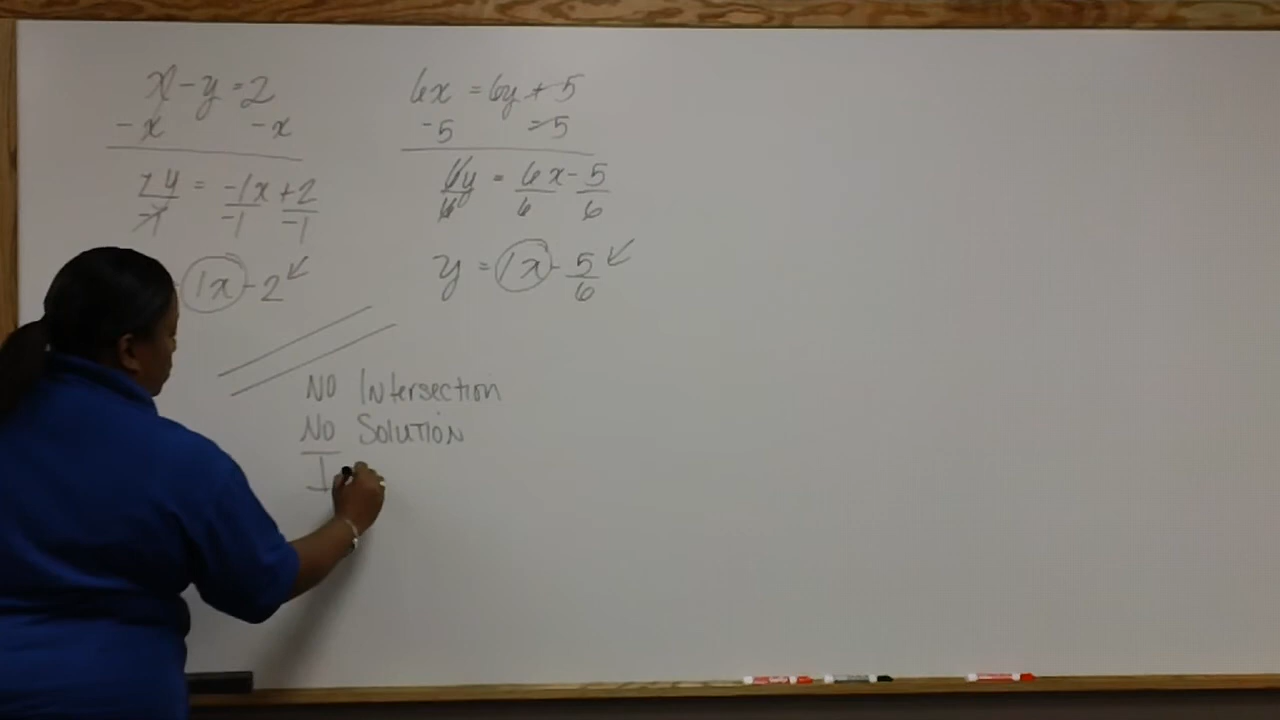 x - y = 2
- x - x
-y = -1x + 2
-1 -1 -1
1x - 2
6x = 6y + 5
-5 -5
6y = 6x - 5
6 6 6
y = 1x - 5
6
No Intersection
No Solution
I